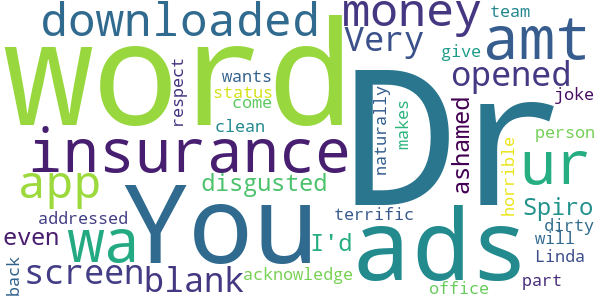 downloaded
money
team
Very
amt
give
word
Dr
respect
wants
status
come
clean
opened
joke
naturally
makes
ashamed
horrible
person
insurance
ur
app
You
disgusted
ads
Spiro
addressed
terrific
dirty
even
wa
I'd
will
Linda
back
screen
blank
acknowledge
office
part